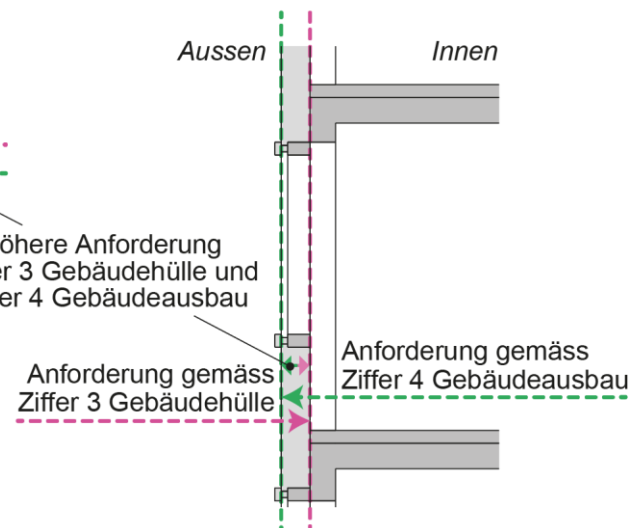 Aussen
Innen
öhere Anforderung
er 3 Gebäudehülle und
er 4 Gebäudeausbau
Anforderung gemäss
Ziffer 3 Gebäudehülle
Anforderung gemäss
Ziffer 4 Gebäudeausbau